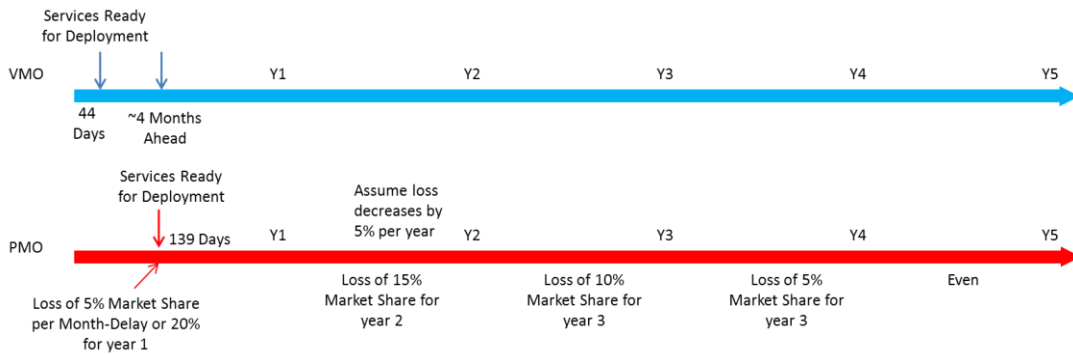 Services Ready
for Deployment
VMO
Y1
Y2
Y3
Y4
Y5
44
Days
~4 Months
Ahead
Services Ready
for Deployment
Assume loss
decreases by
5% per year
PMO
139 Days
Y1
Y2
Y3
Y4
Y5
Loss of 5% Market Share
per Month-Delay or 20%
for year 1
Loss of 15%
Market Share for
year 2
Loss of 10%
Market Share for
year 3
Loss of 5%
Market Share for
year 3
Even